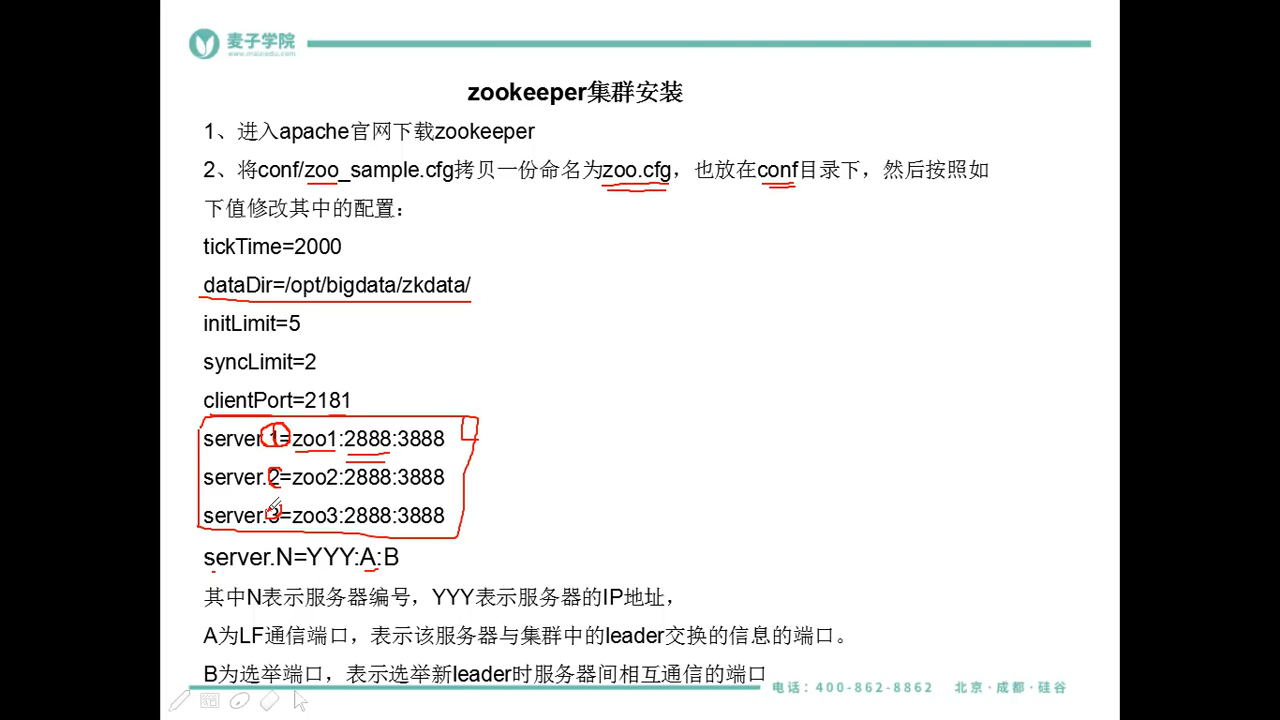 麦子学院
www.maiziedu.com
zookeeper集群安装
1、进入apache官网下载zookeeper
2、将conf/zoo_sample.cfg拷贝一份命名为zoo.cfg，也放在conf目录下，然后按照如
下值修改其中的配置：
tickTime=2000
dataDir=/opt/bigdata/zkdata/
initLimit=5
syncLimit=2
clientPort=2181
server.1=zoo1:2888:3888
server.2=zoo2:2888:3888
server.3=zoo3:2888:3888
server.N=YYY:A:B
其中N表示服务器编号，YYY表示服务器的IP地址，
A为LF通信端口，表示该服务器与集群中的leader交换的信息的端口。
B为选举端口，表示选举新leader时服务器间相互通信的端口
电话：400-862-8862 北京·成都·硅谷